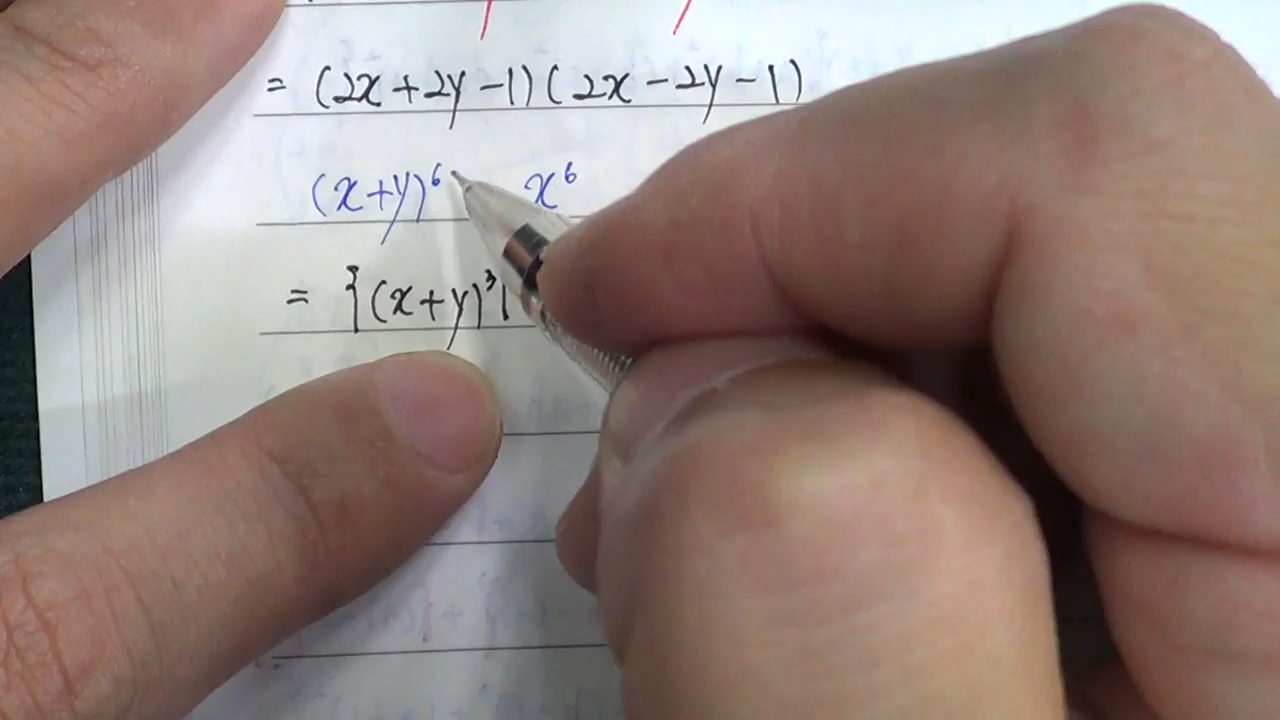 = (2x+2y-1)(2x-2y-1)
(x+y)⁶ x⁶
= {(x+y)³